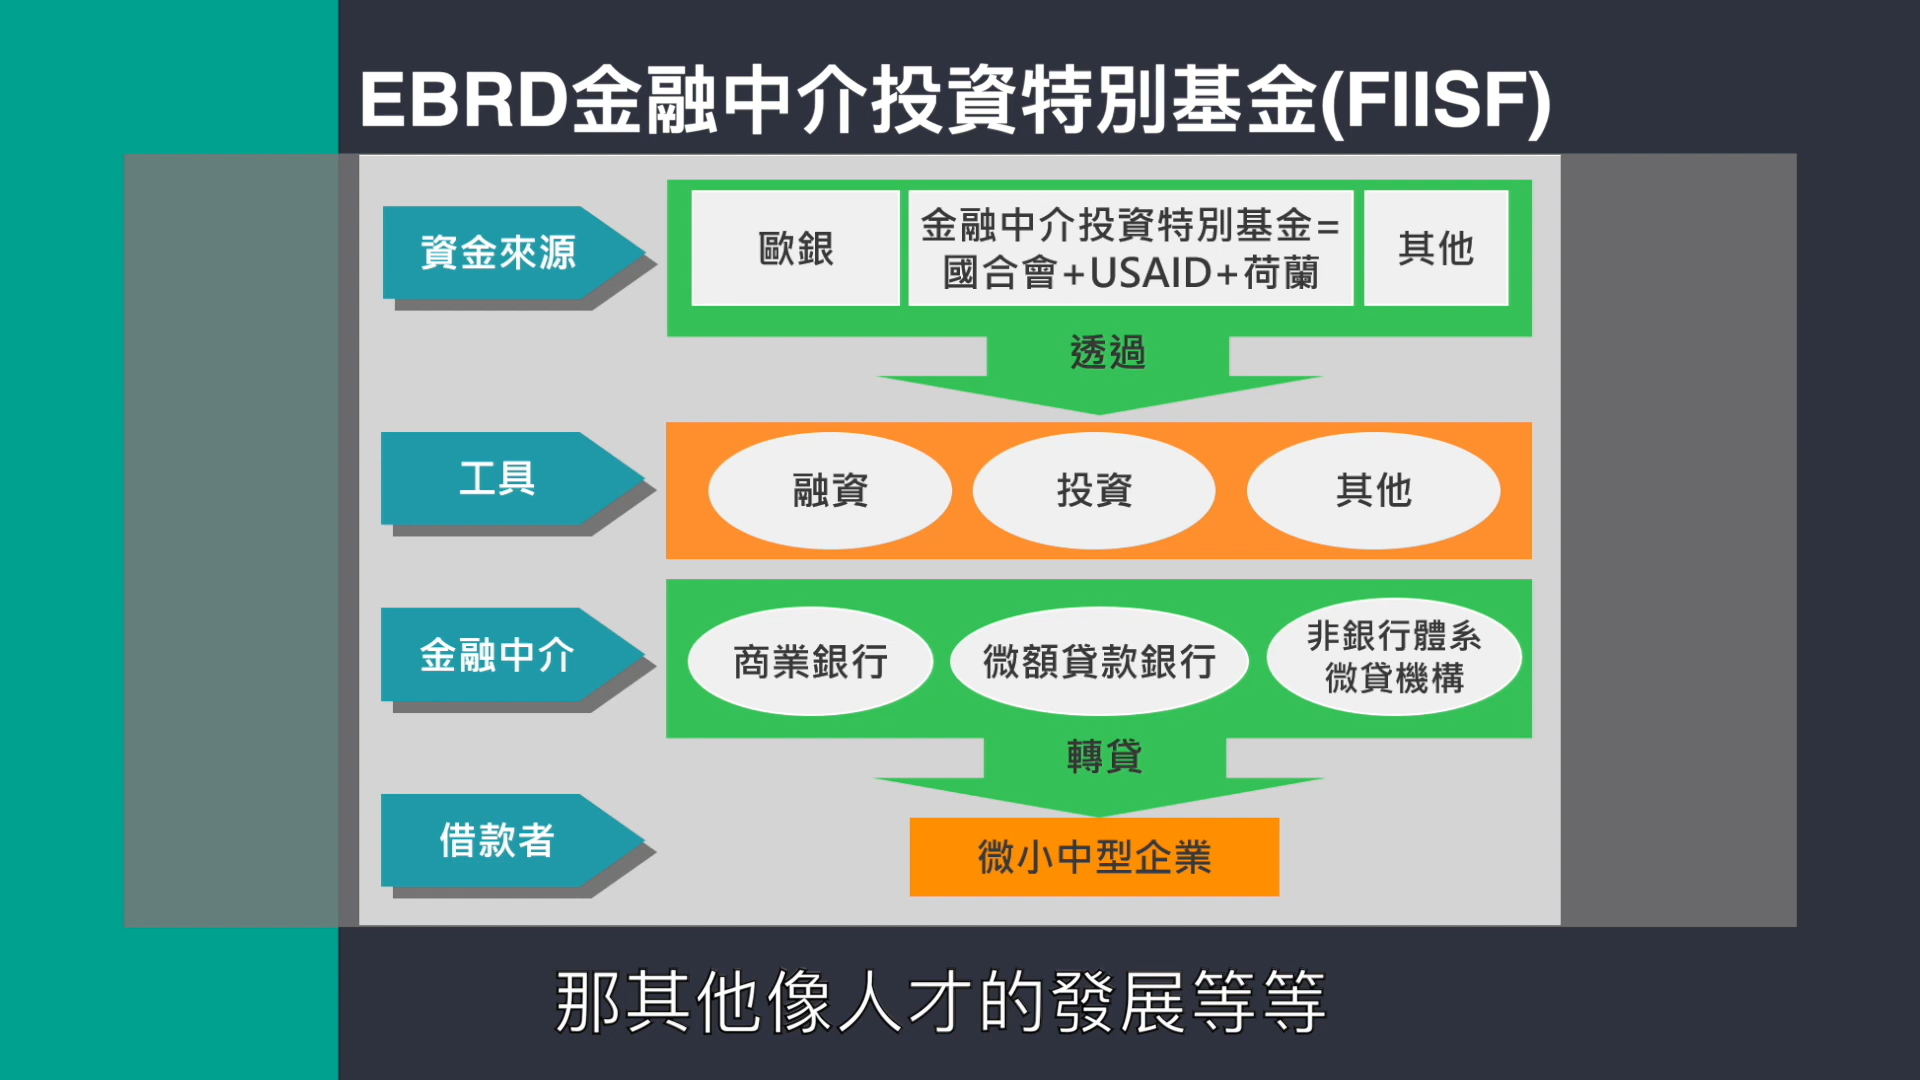 EBRD金融中介投資特別基金(FIISF)
資金來源
歐銀
金融中介投資特別基金=
國合會+USAID+荷蘭
其他
透過
工具
融資
投資
其他
金融中介
商業銀行
微額貸款銀行
非銀行體系
微貸機構
轉貸
借款者
微小中型企業
那其他像人才的發展等等